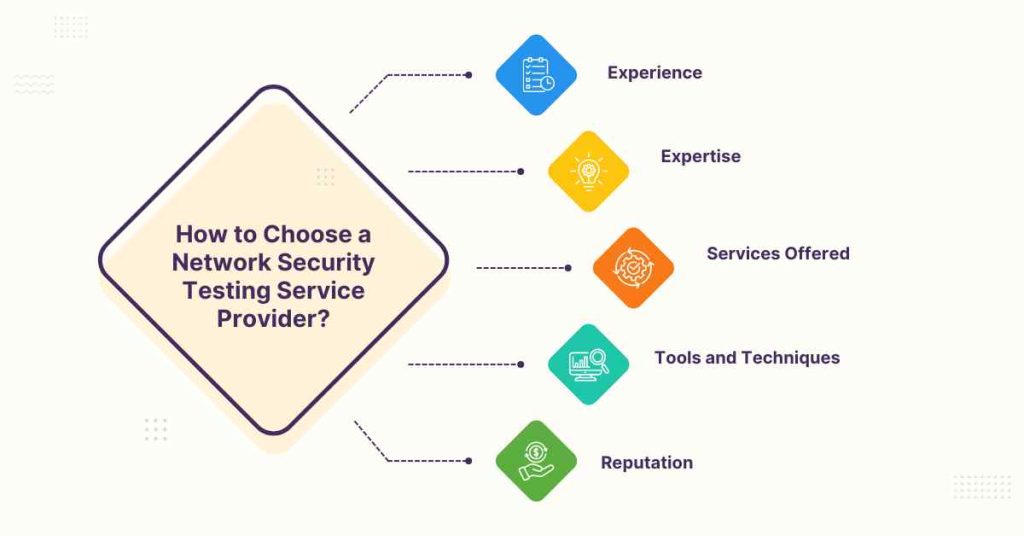 How to Choose a
Network Security
Testing Service
Provider?
Experience
Expertise
Services Offered
Tools and Techniques
Reputation